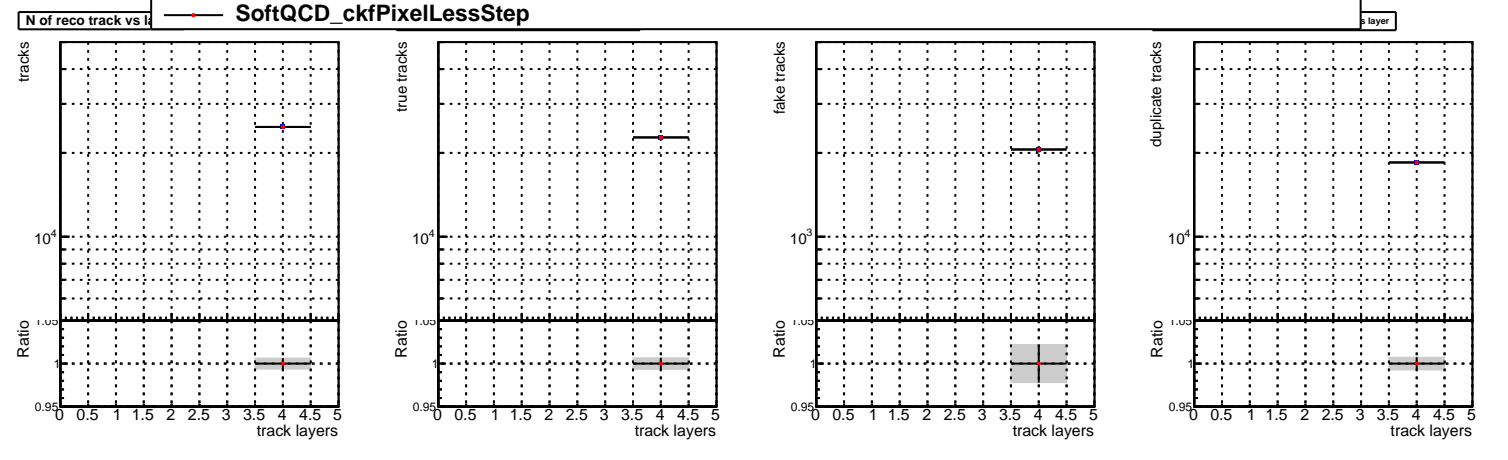 SoftQCD_ckfPixelLessStep
N of reco track vs la
s layer
tracks
10⁴
Ratio
1.05
1
0.95
0 0.5 1 1.5 2 2.5 3 3.5 4 4.5 5
track layers
true tracks
10⁴
Ratio
1.05
1
0.95
0 0.5 1 1.5 2 2.5 3 3.5 4 4.5 5
track layers
fake tracks
10³
Ratio
1.05
1
0.95
0 0.5 1 1.5 2 2.5 3 3.5 4 4.5 5
track layers
duplicate tracks
10⁴
Ratio
1.05
1
0.95
0 0.5 1 1.5 2 2.5 3 3.5 4 4.5 5
track layers